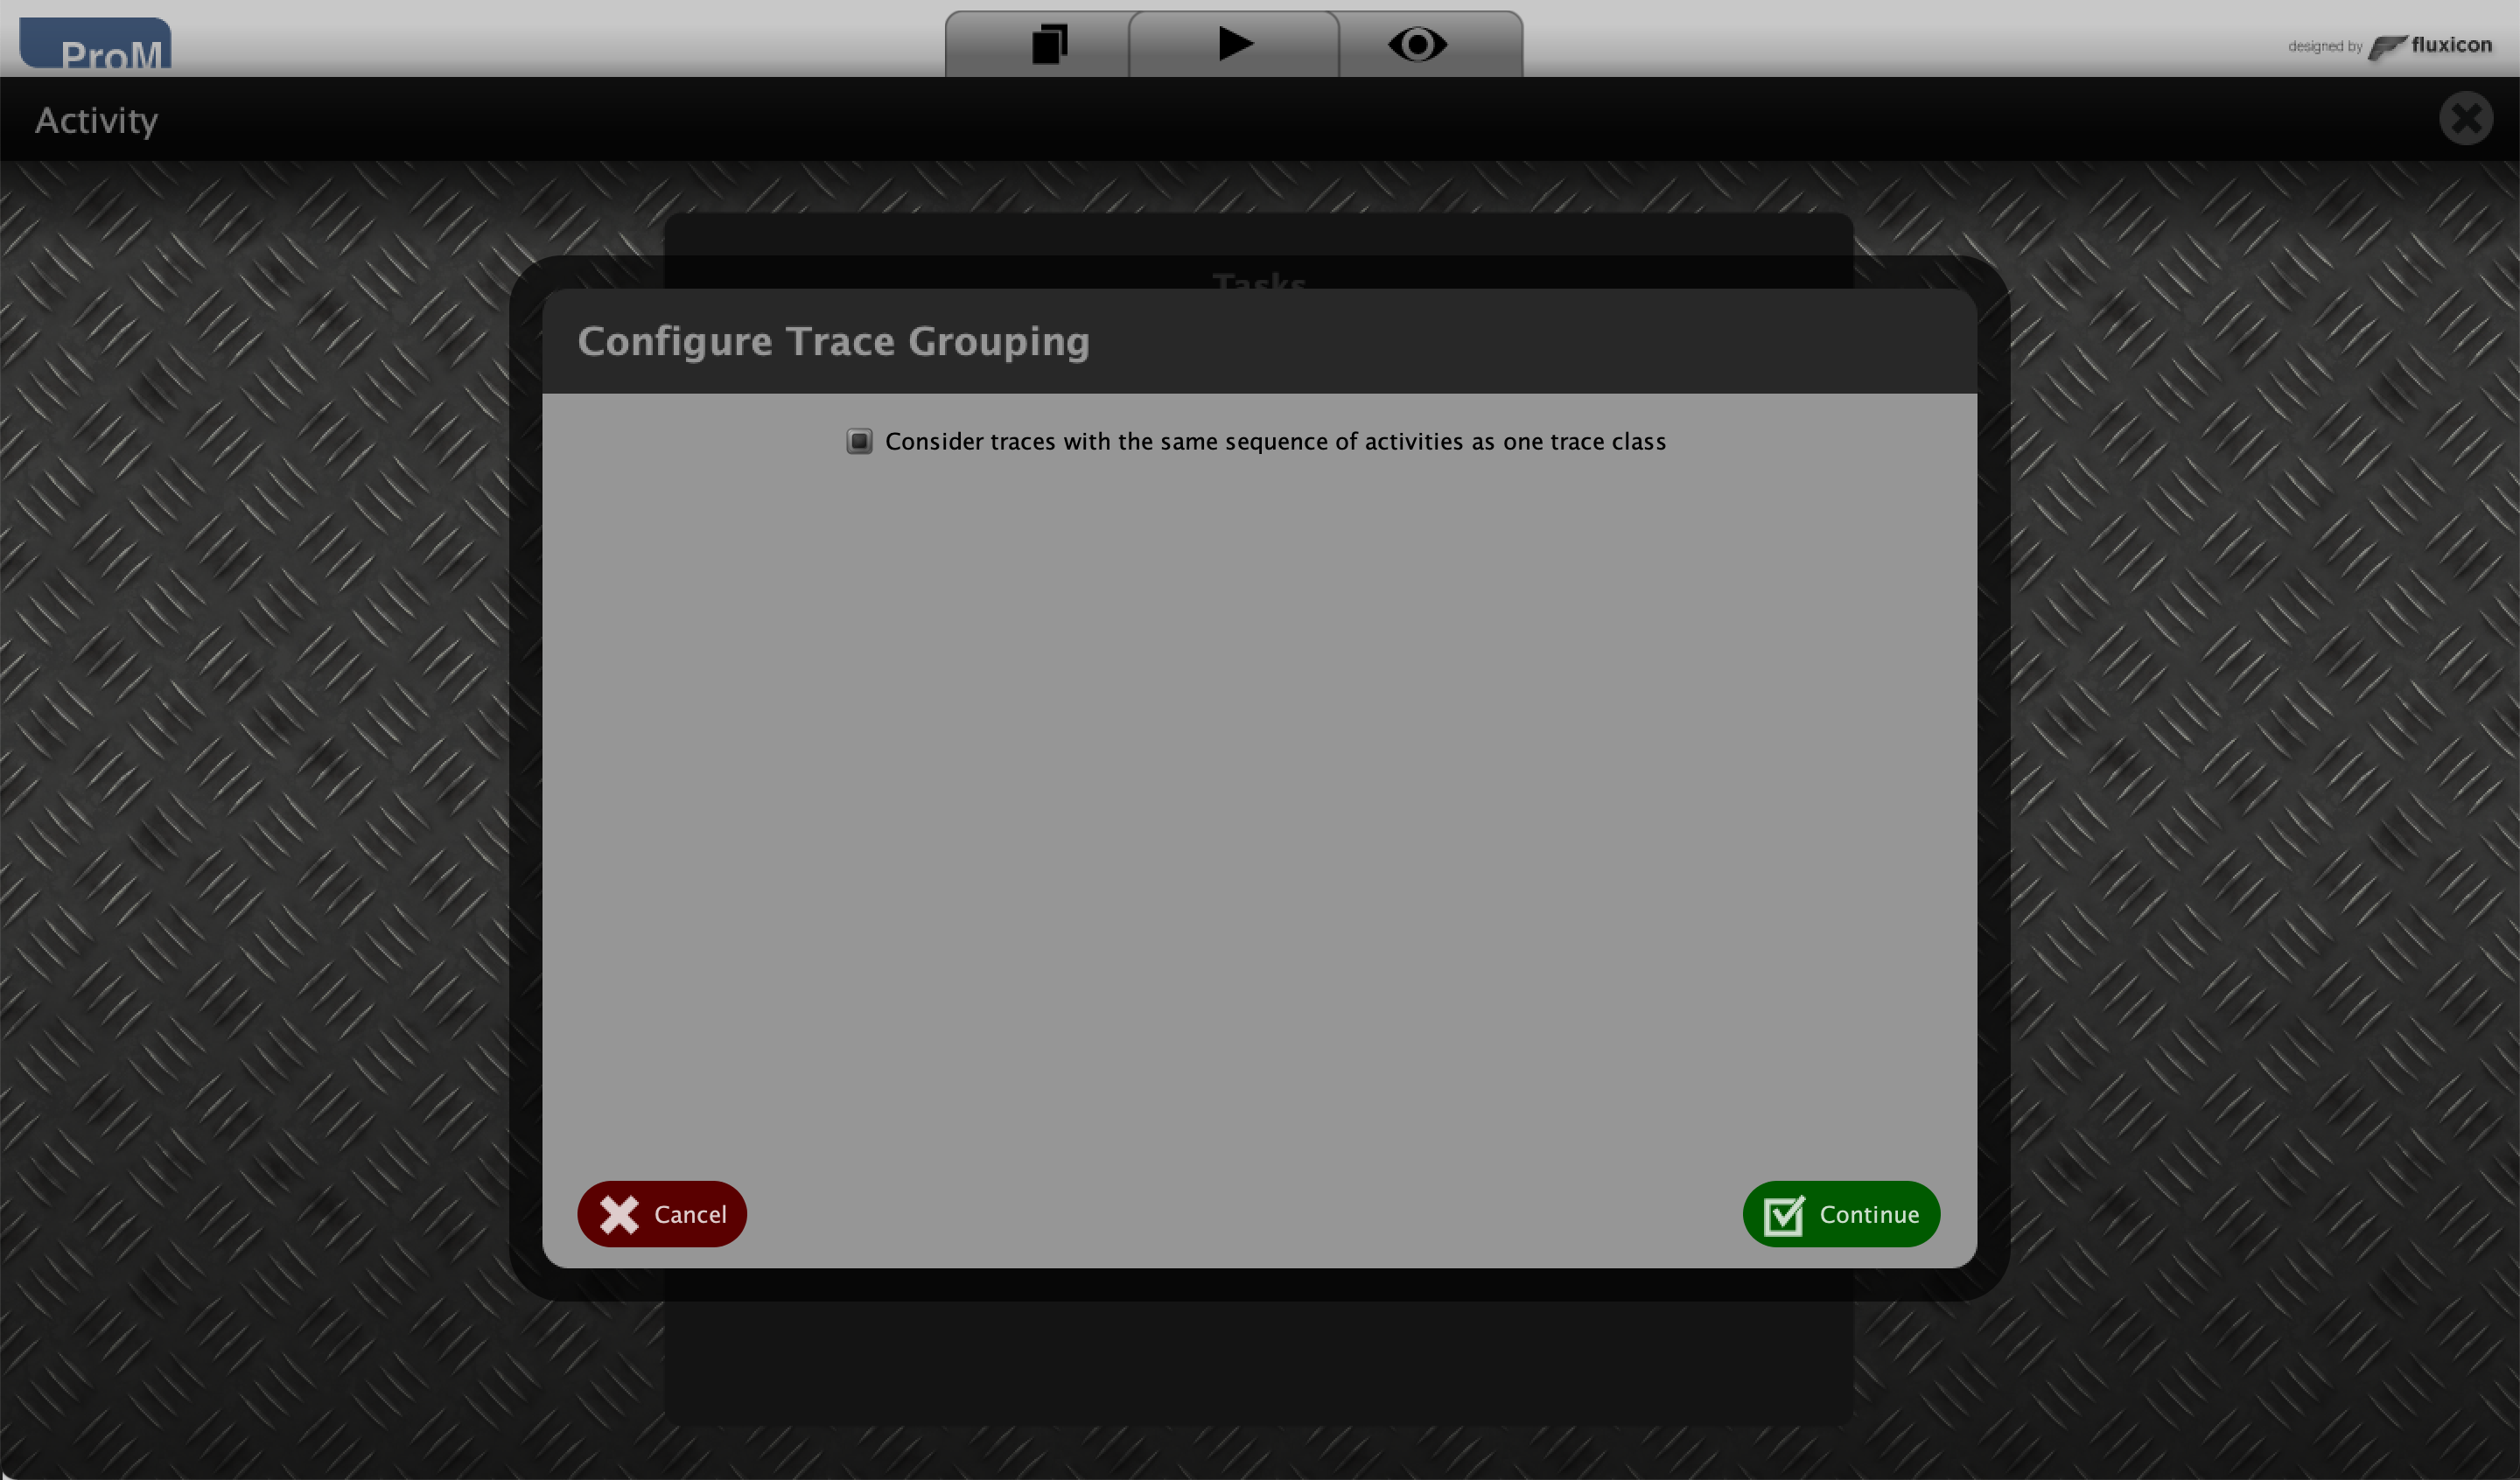 ProM
designed by fluxicon
Activity
Tasks
Configure Trace Grouping
Consider traces with the same sequence of activities as one trace class
Cancel
Continue